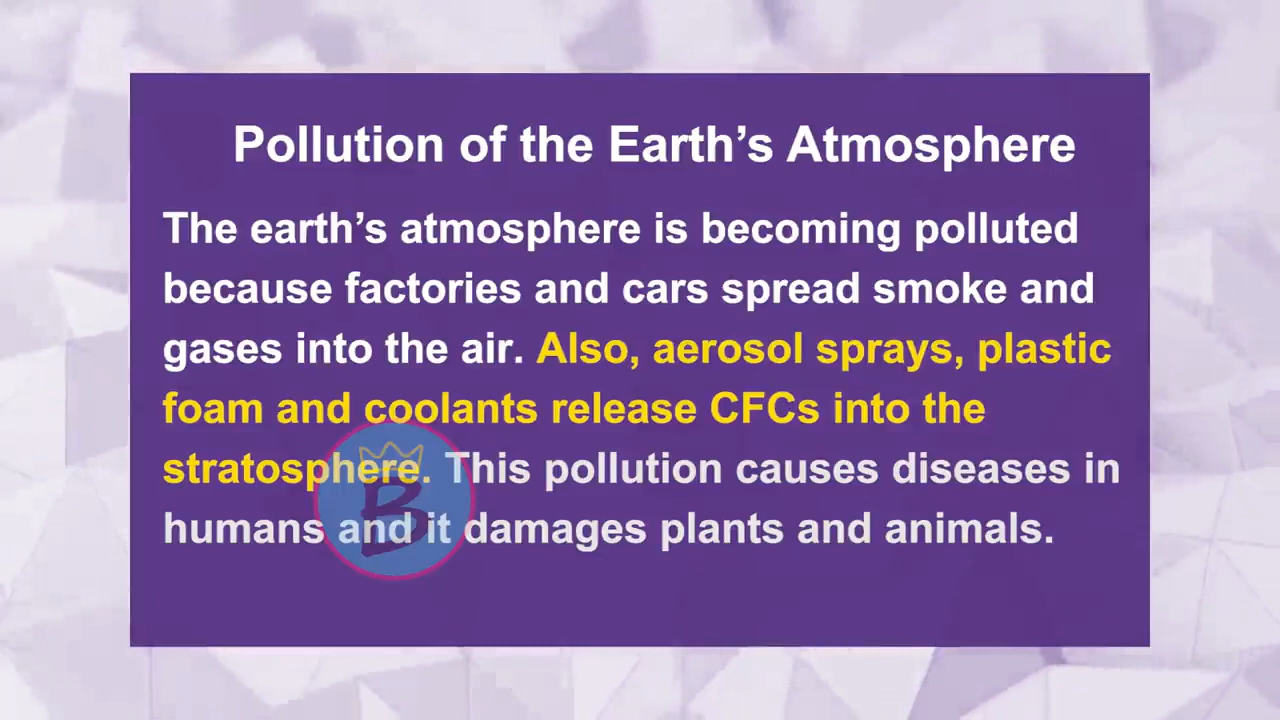 Pollution of the Earth’s Atmosphere
The earth’s atmosphere is becoming polluted
because factories and cars spread smoke and
gases into the air. Also, aerosol sprays, plastic
foam and coolants release CFCs into the
stratosphere. This pollution causes diseases in
humans and it damages plants and animals.
B